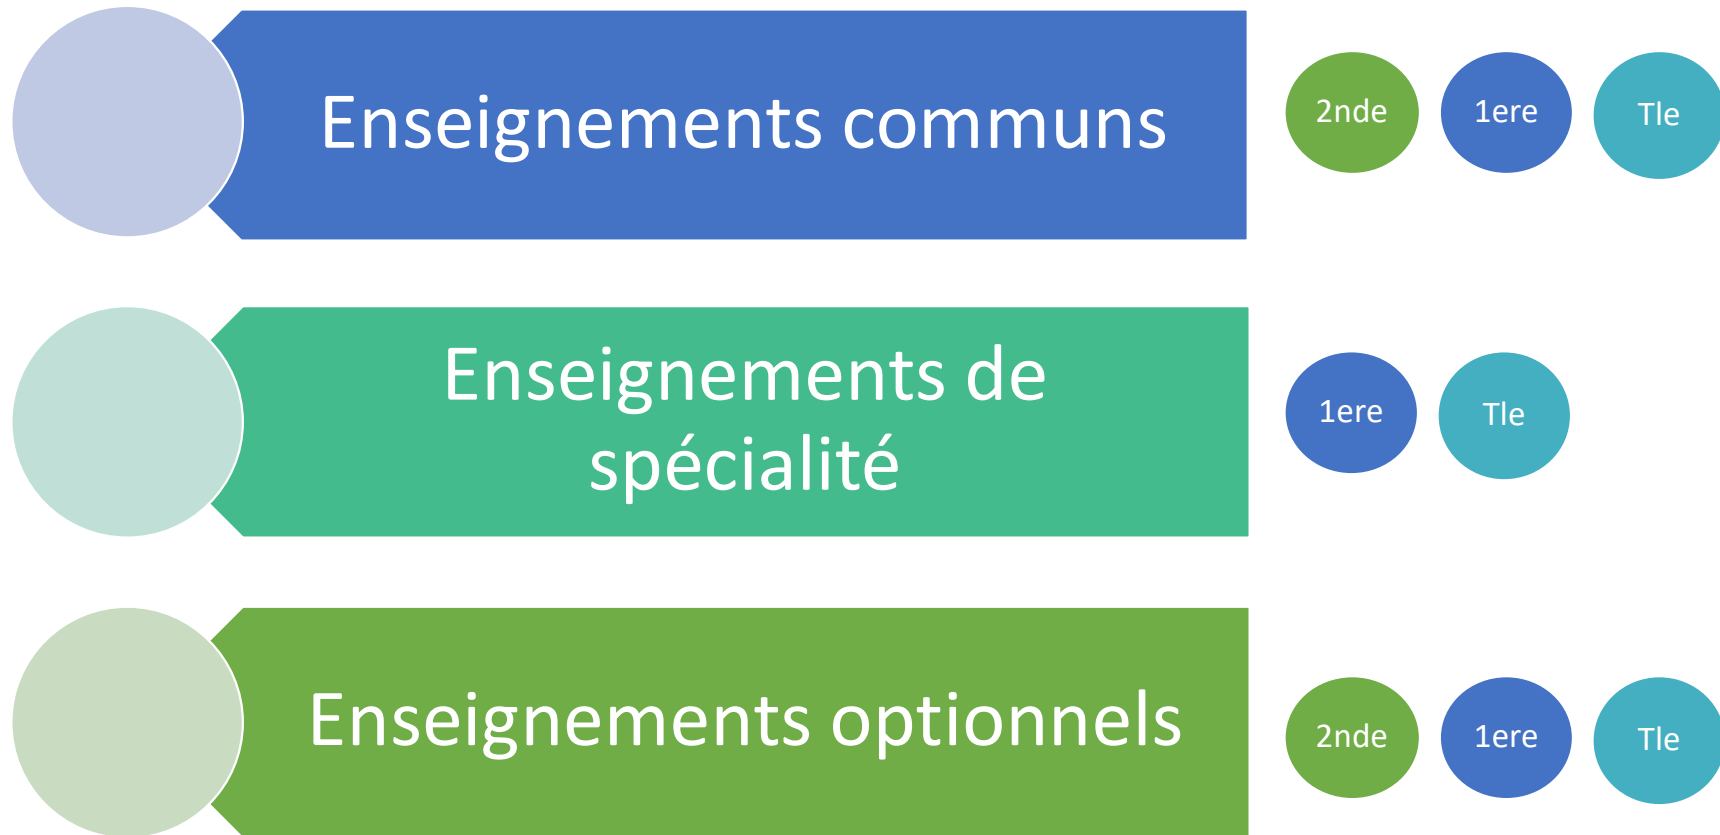 Enseignements communs
2nde
1ere
Tle
Enseignements de
spécialité
1ere
Tle
Enseignements optionnels
2nde
1ere
Tle